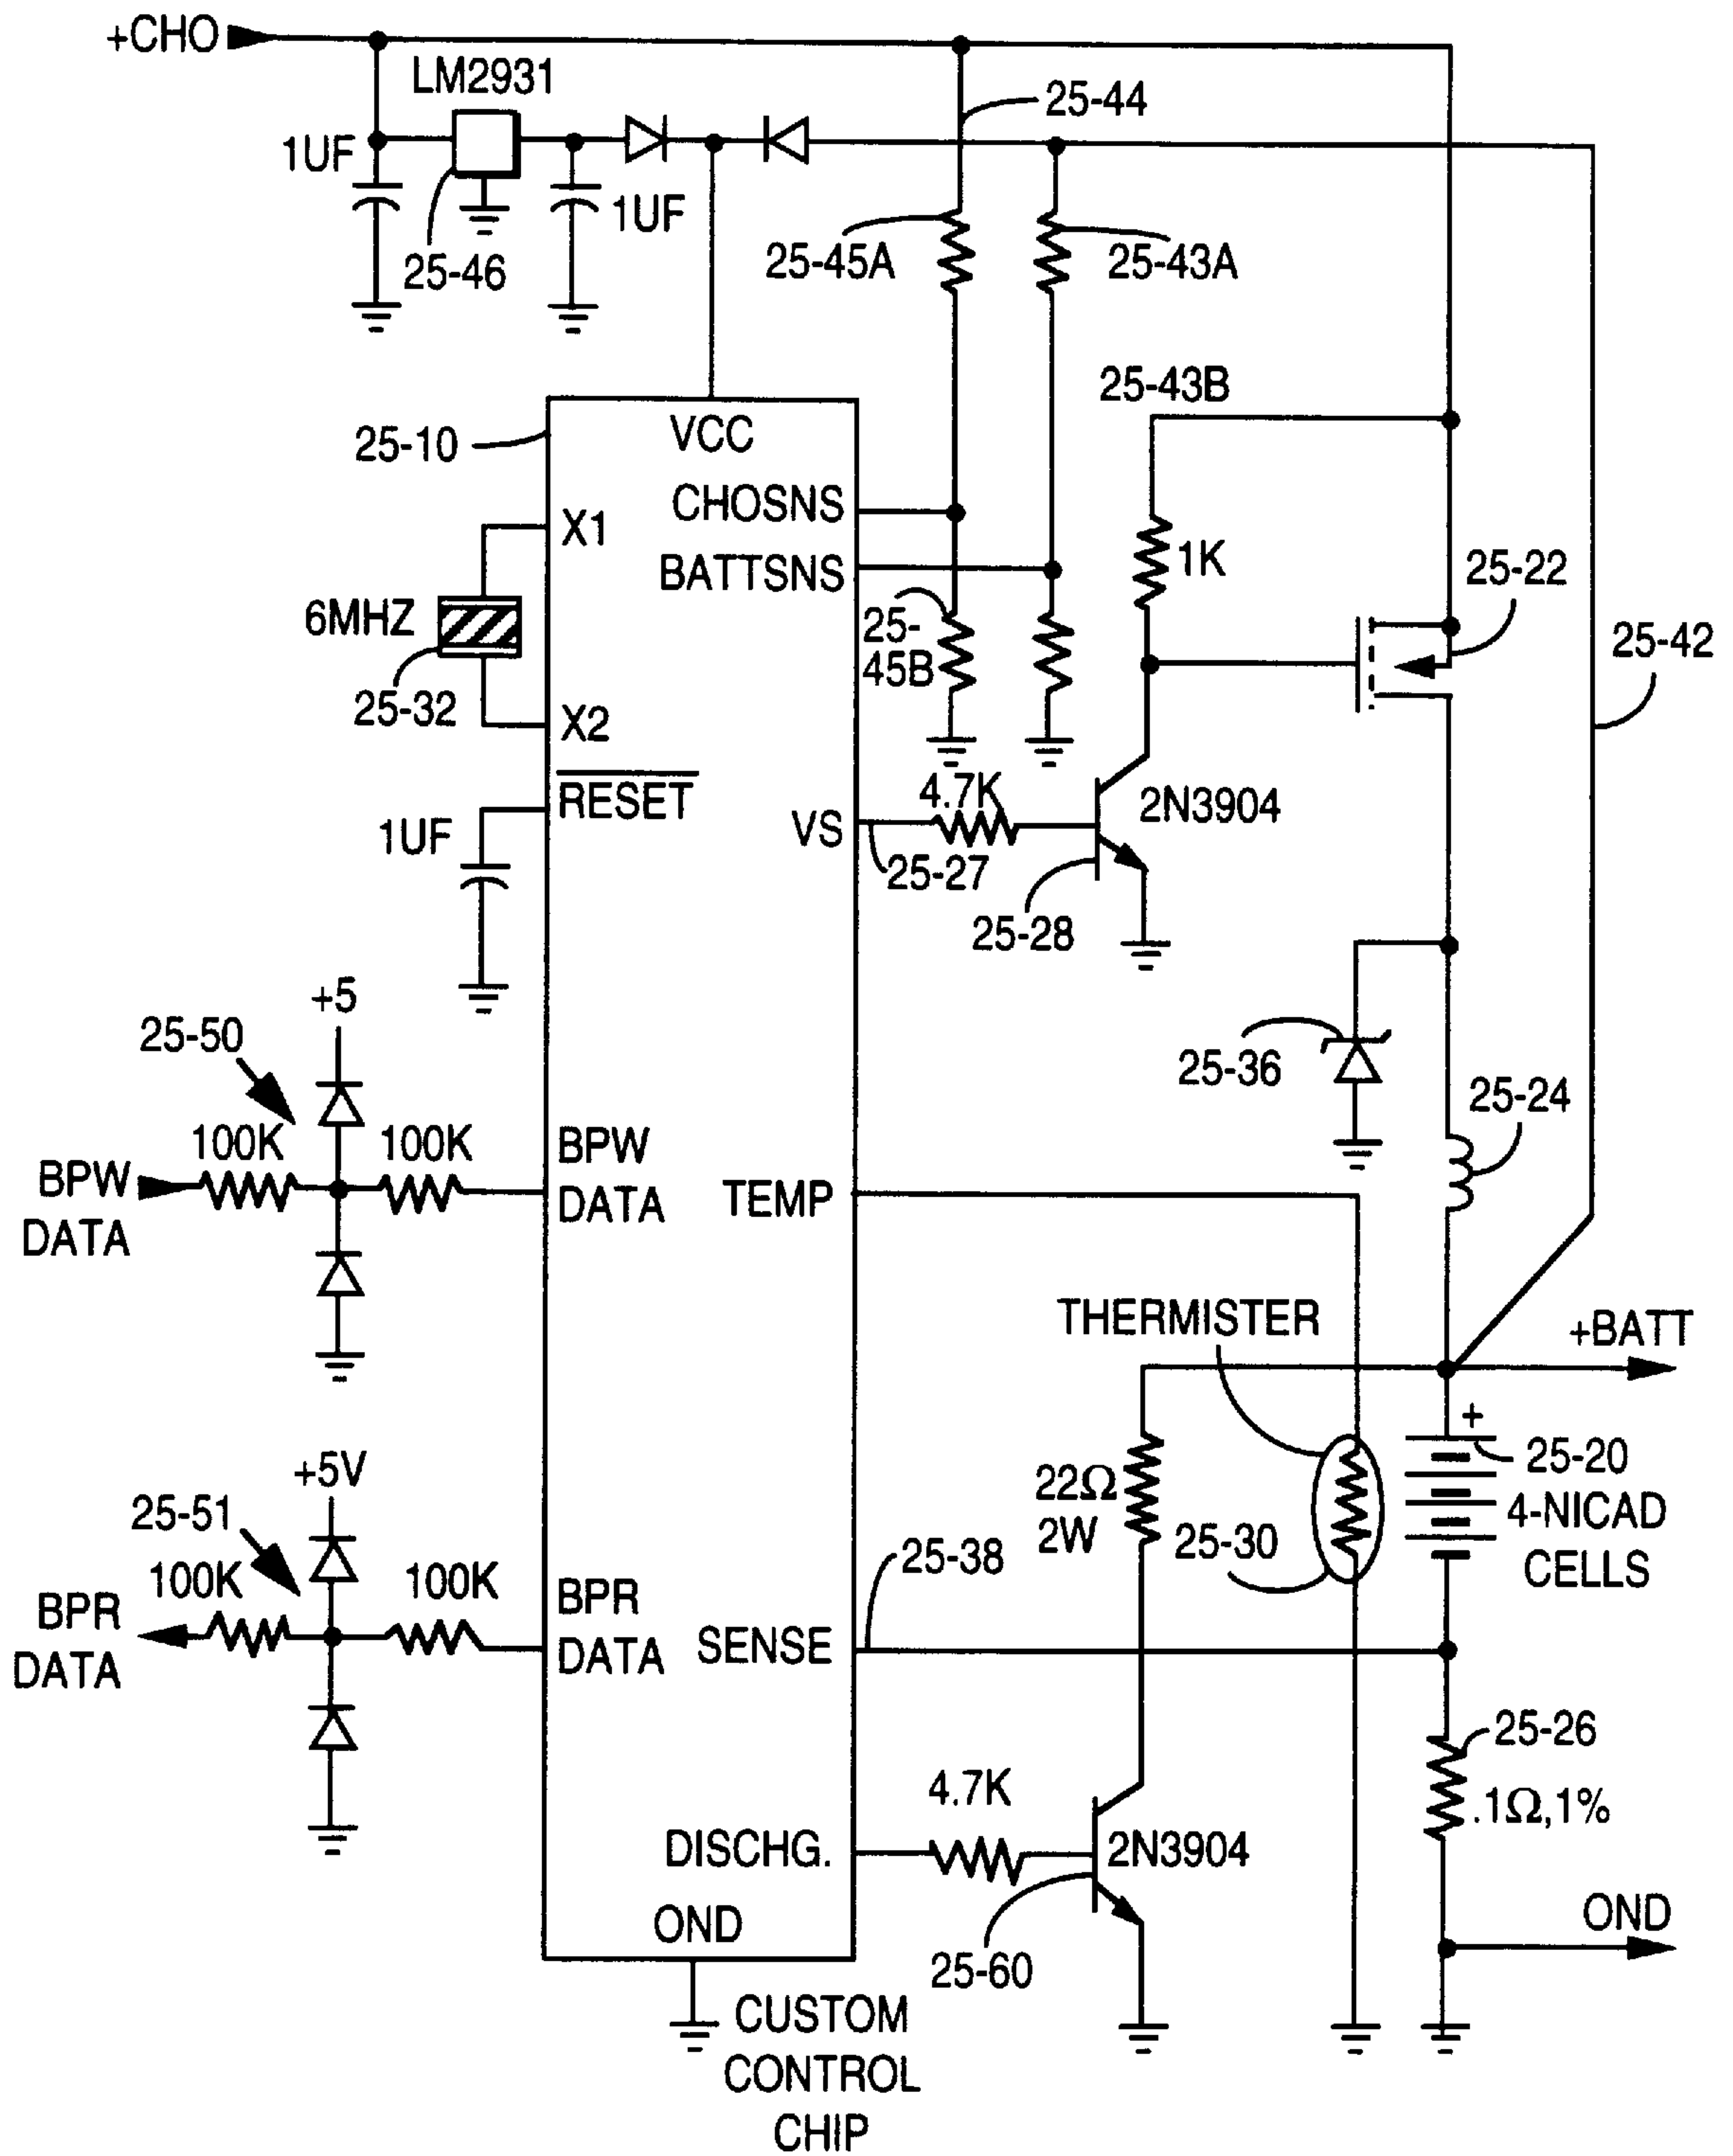 +CHO
LM2931
25-44
1UF
1UF
25-46
25-45A
25-43A
25-43B
25-10
VCC
CHOSNS
X1
BATTSNS
1K
25-22
6MHZ
25-
45B
25-42
25-32
X2
RESET
4.7K
1UF
VS
2N3904
25-27
25-28
+5
25-50
25-36
25-24
100K
100K
BPW
DATA
BPW
DATA
TEMP
THERMISTER
+BATT
+
25-20
4-NICAD
CELLS
22Ω
2W
25-30
+5V
25-51
25-38
100K
100K
BPR
DATA
BPR
DATA
SENSE
25-26
.1Ω,1%
4.7K
DISCHG.
2N3904
OND
OND
25-60
CUSTOM
CONTROL
CHIP